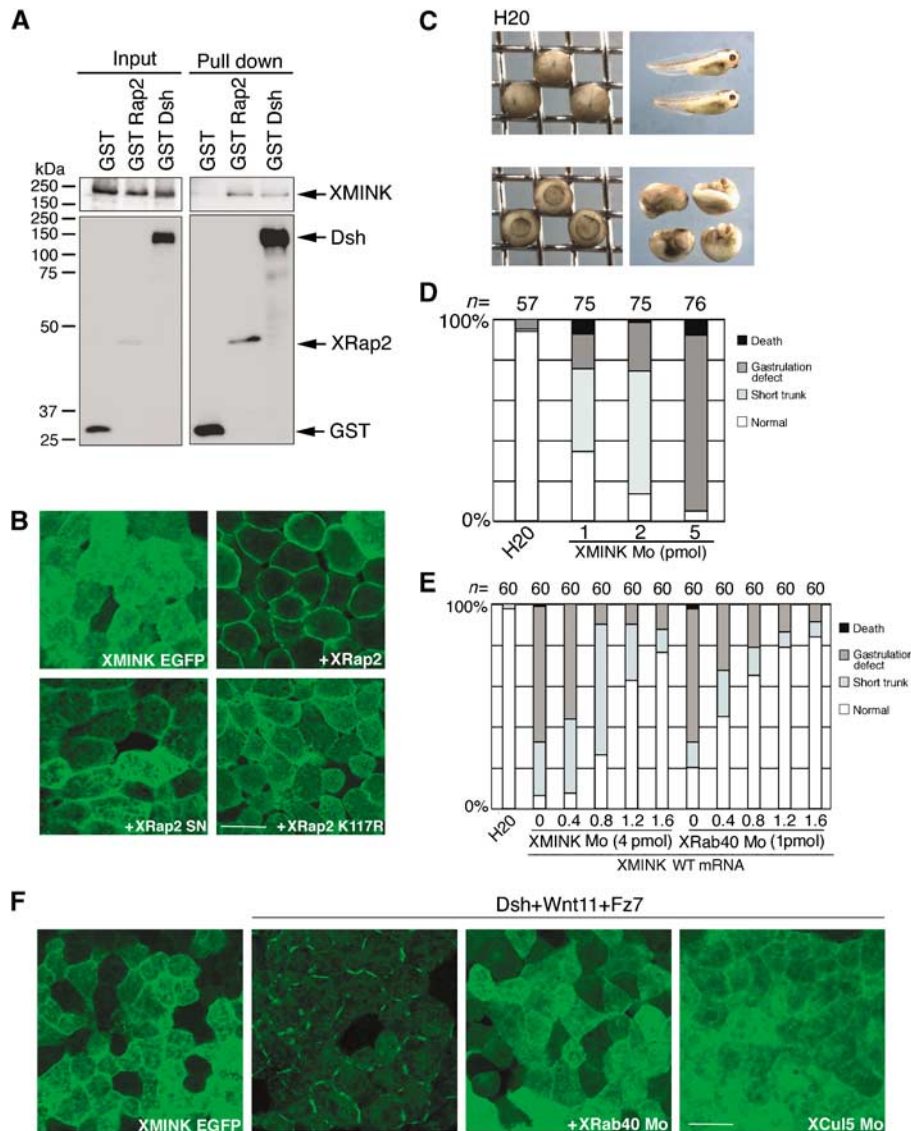 A
Input
Pull down
GST
GST Rap2
GST Dsh
GST
GST Rap2
GST Dsh
kDa
250
150
XMINK
250
150
100
75
50
37
25
Dsh
XRap2
GST
B
XMINK EGFP
+XRap2
+XRap2 SN
+XRap2 K117R
C
H20
D
n= 57 75 75 76
100%
0%
H20
1 2 5
XMINK Mo (pmol)
Death
Gastrulation
defect
Short trunk
Normal
E
n= 60 60 60 60 60 60 60 60 60 60 60
100%
0%
H20
0 0.4 0.8 1.2 1.6 0 0.4 0.8 1.2 1.6
XMINK Mo (4 pmol) XRab40 Mo (1pmol)
XMINK WT mRNA
Death
Gastrulation
defect
Short trunk
Normal
F
Dsh+Wnt11+Fz7
XMINK EGFP
+XRab40 Mo
XCul5 Mo